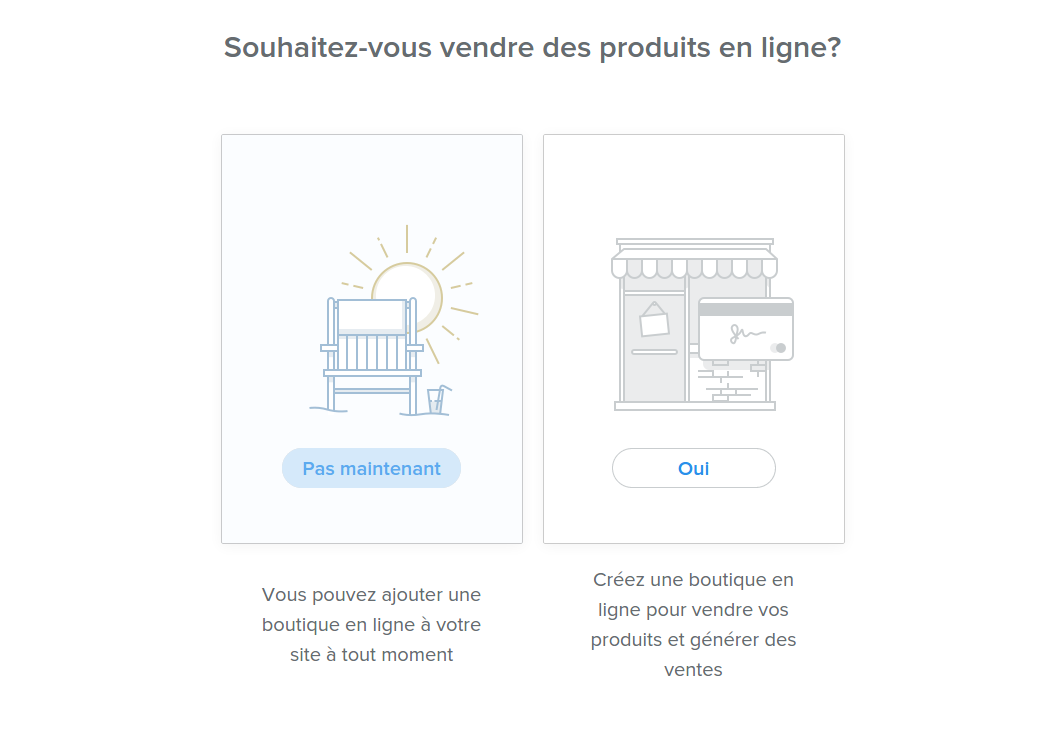 Souhaitez-vous vendre des produits en ligne?
Pas maintenant
Vous pouvez ajouter une
boutique en ligne à votre
site à tout moment
Oui
Créez une boutique en
ligne pour vendre vos
produits et générer des
ventes